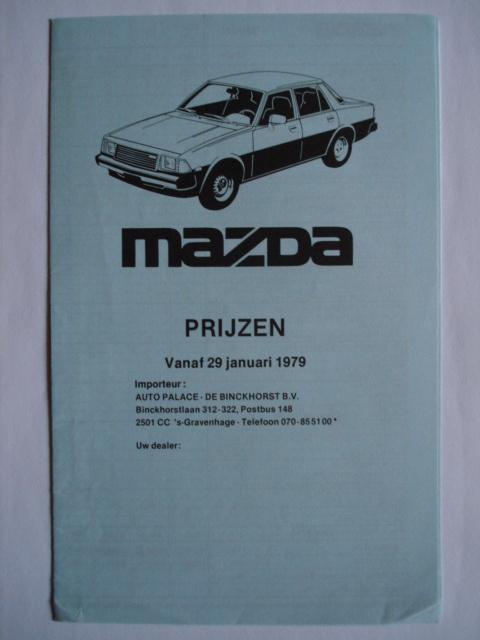 mazda
PRIJZEN
Vanaf 29 januari 1979
Importeur:
AUTO PALACE - DE BINCKHORST B.V.
Binckhorstlaan 312-322, Postbus 148
2501 CC 's-Gravenhage - Telefoon 070-855100*
Uw dealer: